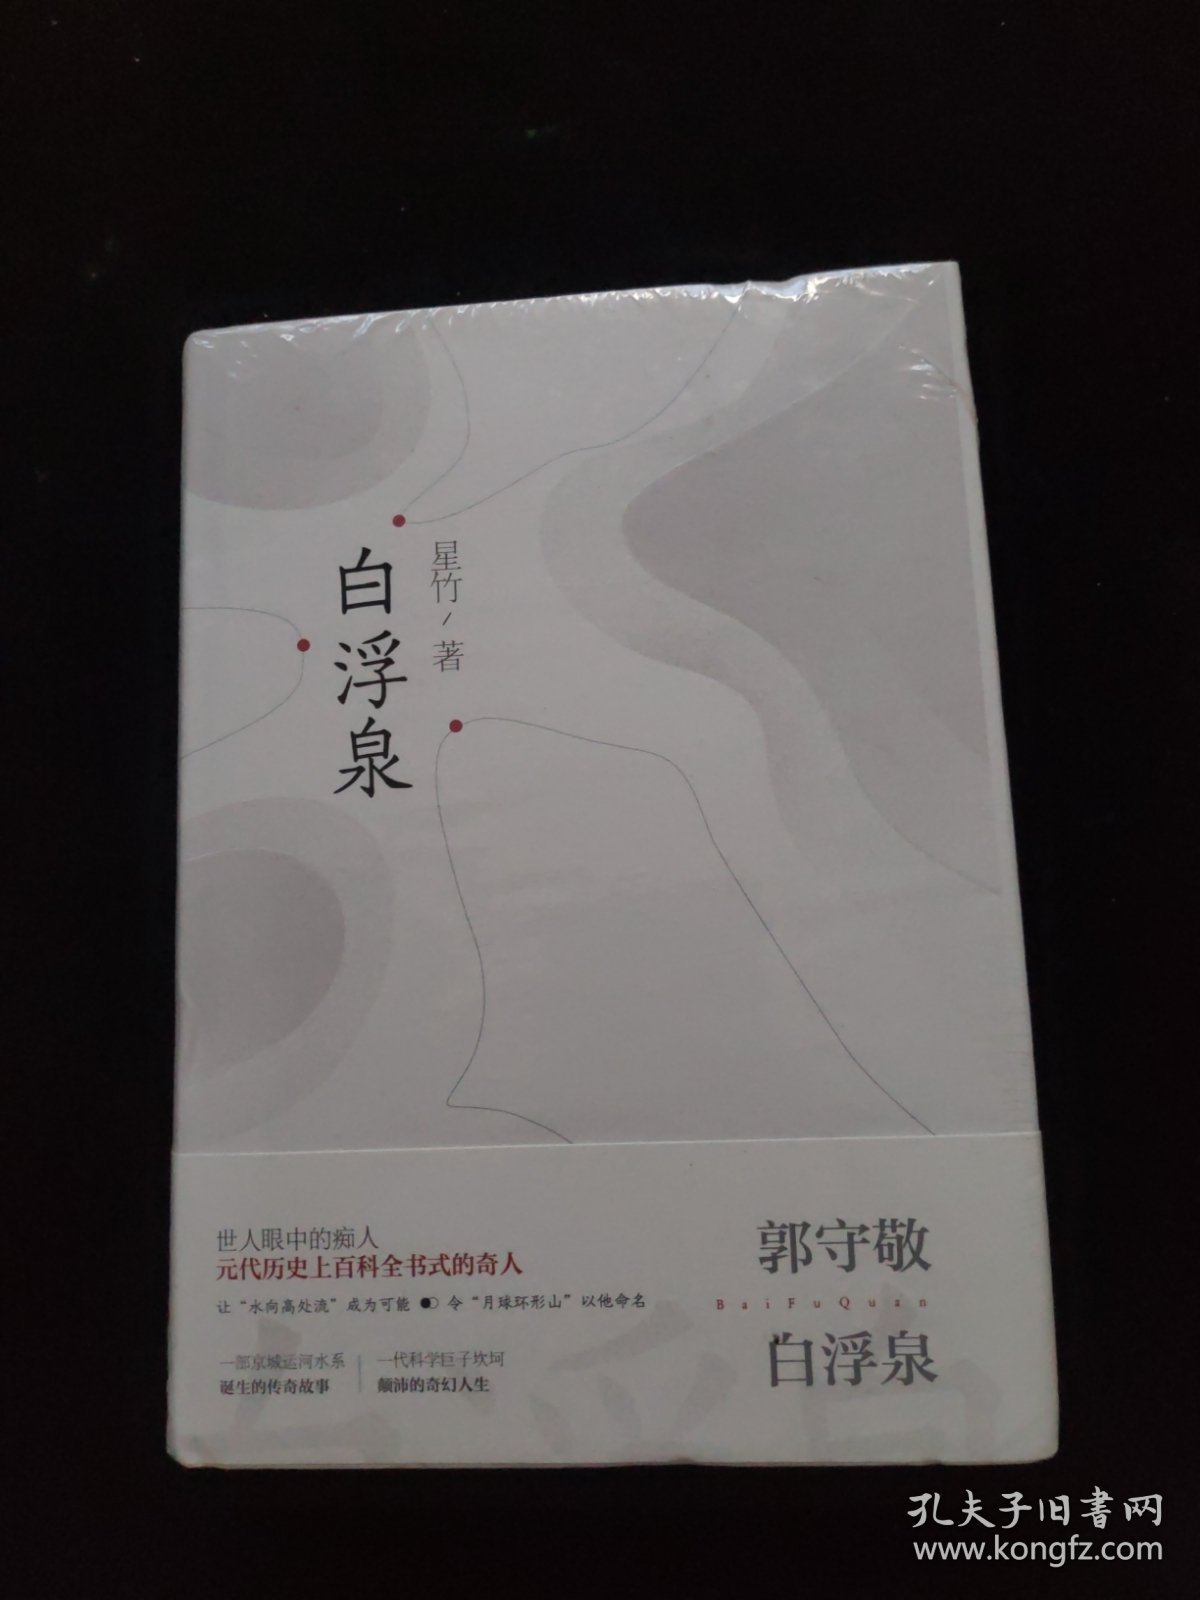 白浮泉
星竹/著
世人眼中的痴人
元代历史上百科全书式的奇人
让“水向高处流”成为可能 令“月球环形山”以他命名
一部京城运河水系
诞生的传奇故事
一代科学巨子坎坷
颠沛的奇幻人生
郭守敬
BaiFuQuan
白浮泉
孔夫子旧書网
www.kongfz.com